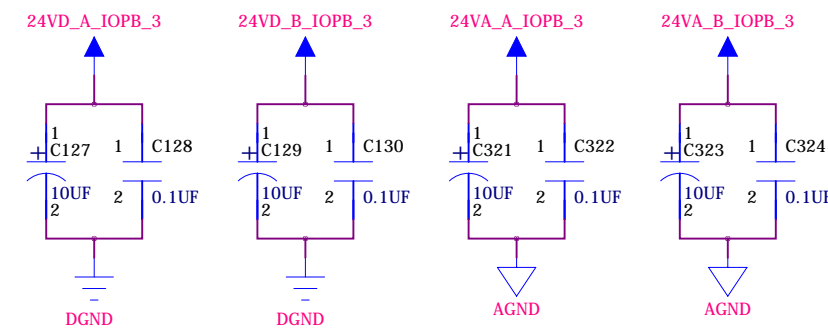 24VD_A_IOPB_3 24VD_B_IOPB_3 24VA_A_IOPB_3 24VA_B_IOPB_3
1 1 1 1
+ C127 1 C128 + C129 1 C130 + C321 1 C322 + C323 1 C324
10UF 2 0.1UF 10UF 2 0.1UF 10UF 2 0.1UF 10UF 2 0.1UF
2 2 2 2
DGND DGND AGND AGND